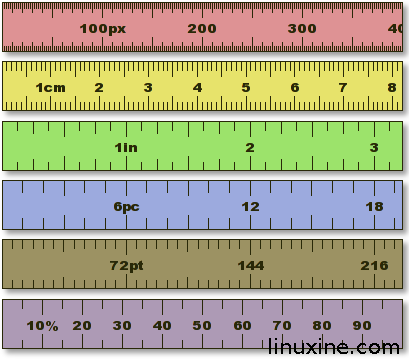 100px 200 300 40
1cm 2 3 4 5 6 7 8
1in 2 3
6pc 12 18
72pt 144 216
10% 20 30 40 50 60 70 80 90
linuxine.com